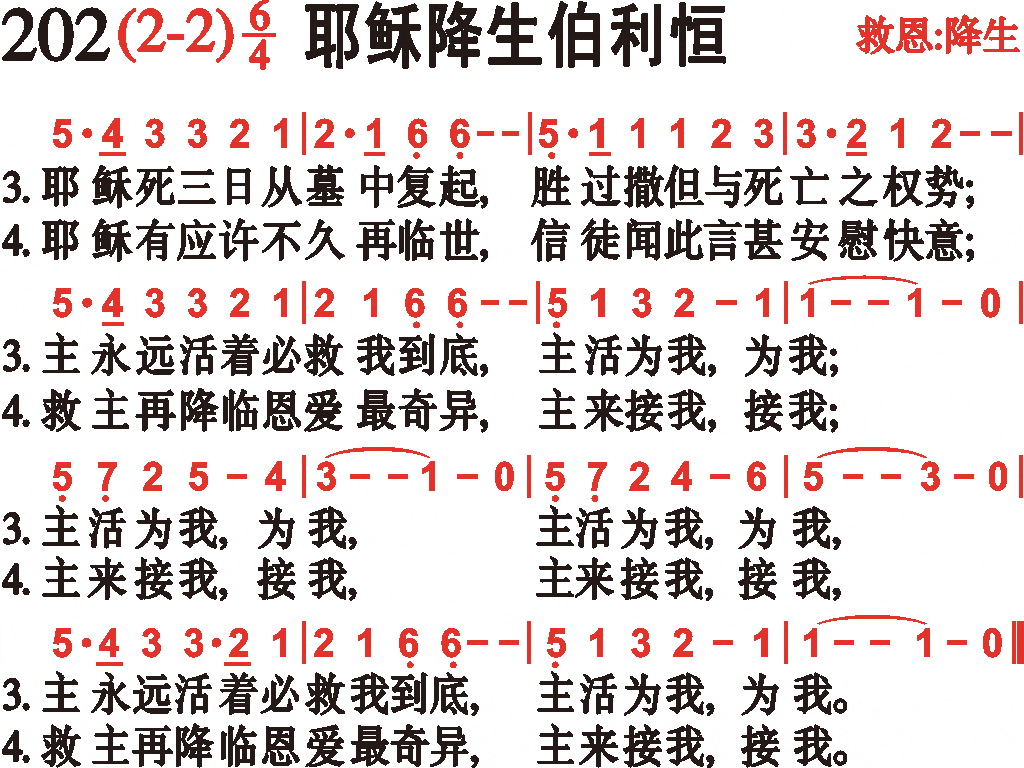 202(2-2) 6/4 耶稣降生伯利恒 救恩:降生
5·4 3 3 2 1|2·1 6 6--|5·1 1 1 2 3|3·2 1 2--|
3. 耶稣死三日从墓中复起, 胜过撒但与死亡之权势;
4. 耶稣有应许不久再临世, 信徒闻此言甚安慰快意;
5·4 3 3 2 1|2 1 6 6--|5 1 3 2-1|1--1-0|
3. 主永远活着必救我到底, 主活为我, 为我;
4. 救主再降临恩爱最奇异, 主来接我, 接我;
5 7 2 5-4|3--1-0|5 7 2 4-6|5--3-0|
3. 主活为我, 为我, 主活为我, 为我,
4. 主来接我, 接我, 主来接我, 接我,
5·4 3 3·2 1|2 1 6 6--|5 1 3 2-1|1--1-0‖
3. 主永远活着必救我到底, 主活为我, 为我。
4. 救主再降临恩爱最奇异, 主来接我, 接我。